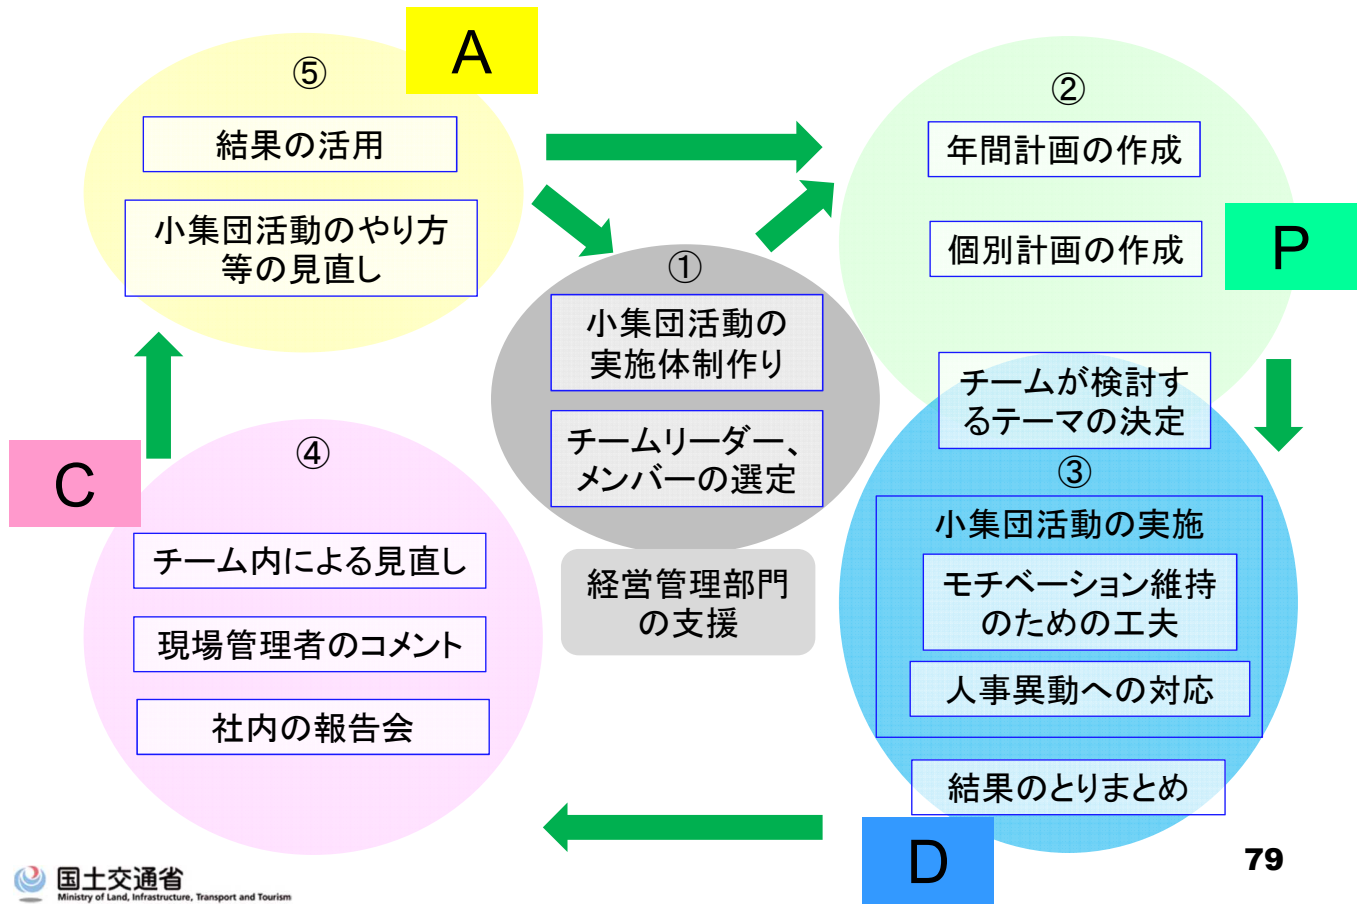 A
⑤
結果の活用
小集団活動のやり方
等の見直し
②
年間計画の作成
個別計画の作成
P
①
小集団活動の
実施体制作り
チームリーダー、
メンバーの選定
経営管理部門
の支援
チームが検討す
るテーマの決定
③
小集団活動の実施
モチベーション維持
のための工夫
人事異動への対応
結果のとりまとめ
D
C
④
チーム内による見直し
現場管理者のコメント
社内の報告会
国土交通省
Ministry of Land, Infrastructure, Transport and Tourism
79